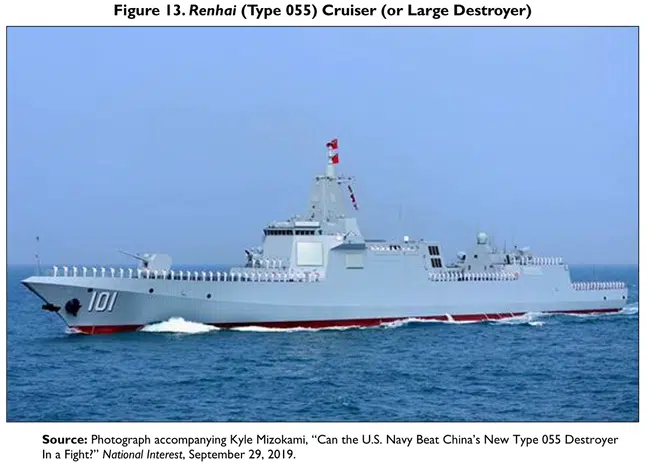 Figure 13. Renhai (Type 055) Cruiser (or Large Destroyer)
101
Source: Photograph accompanying Kyle Mizokami, “Can the U.S. Navy Beat China’s New Type 055 Destroyer
In a Fight?” National Interest, September 29, 2019.